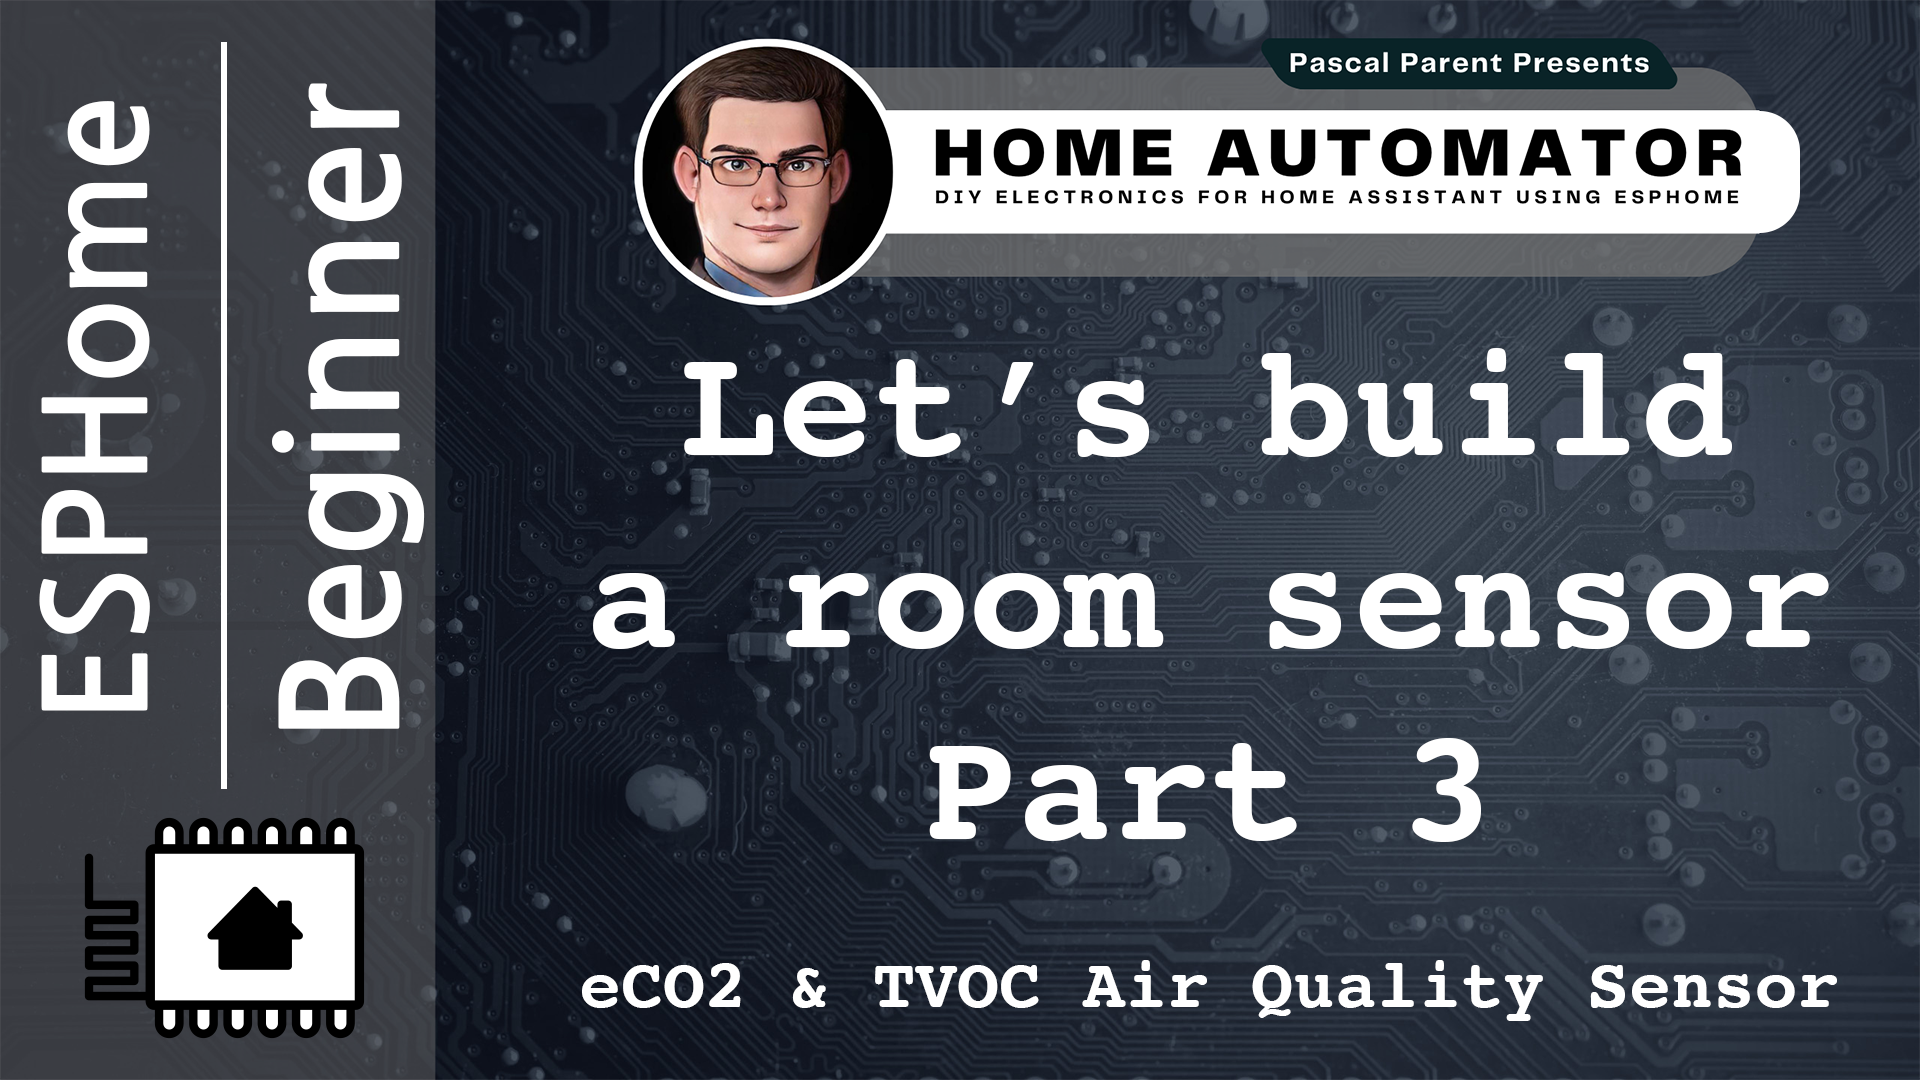 ESPHome
Beginner
Pascal Parent Presents
HOME AUTOMATOR
DIY ELECTRONICS FOR HOME ASSISTANT USING ESPHOME
Let’s build
a room sensor
Part 3
eCO2 & TVOC Air Quality Sensor